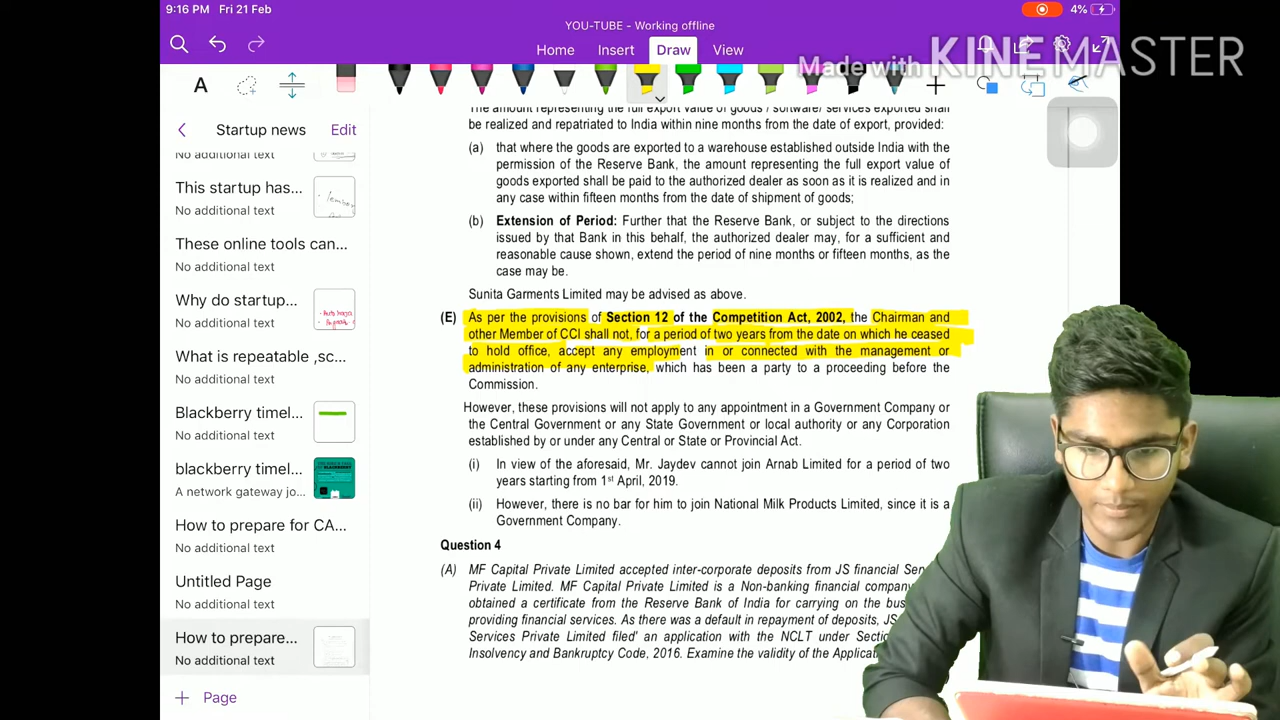 9:16 PM Fri 21 Feb
4%
YOU-TUBE - Working offline
Home Insert Draw View
Made with KINEMASTER
A
Startup news Edit
No additional text
This startup has...
No additional text
These online tools can...
No additional text
Why do startup...
No additional text
What is repeatable ,sc...
No additional text
Blackberry timel...
No additional text
blackberry timel...
A network gateway jo...
How to prepare for CA...
No additional text
Untitled Page
No additional text
How to prepare...
No additional text
Page
The amount representing the full export value of goods / software/ services exported shall
be realized and repatriated to India within nine months from the date of export, provided:
(a) that where the goods are exported to a warehouse established outside India with the
permission of the Reserve Bank, the amount representing the full export value of
goods exported shall be paid to the authorized dealer as soon as it is realized and in
any case within fifteen months from the date of shipment of goods;
(b) Extension of Period: Further that the Reserve Bank, or subject to the directions
issued by that Bank in this behalf, the authorized dealer may, for a sufficient and
reasonable cause shown, extend the period of nine months or fifteen months, as the
case may be.
Sunita Garments Limited may be advised as above.
(E) As per the provisions of Section 12 of the Competition Act, 2002, the Chairman and
other Member of CCI shall not, for a period of two years from the date on which he ceased
to hold office, accept any employment in or connected with the management or
administration of any enterprise, which has been a party to a proceeding before the
Commission.
However, these provisions will not apply to any appointment in a Government Company or
the Central Government or any State Government or local authority or any Corporation
established by or under any Central or State or Provincial Act.
(i) In view of the aforesaid, Mr. Jaydev cannot join Arnab Limited for a period of two
years starting from 1st April, 2019.
(ii) However, there is no bar for him to join National Milk Products Limited, since it is a
Government Company.
Question 4
(A) MF Capital Private Limited accepted inter-corporate deposits from JS financial
Private Limited. MF Capital Private Limited is a Non-banking financial company
obtained a certificate from the Reserve Bank of India for carrying on the
providing financial services. As there was a default in repayment of deposits, JS
Services Private Limited filed' an application with the NCLT under
Insolvency and Bankruptcy Code, 2016. Examine the validity of the